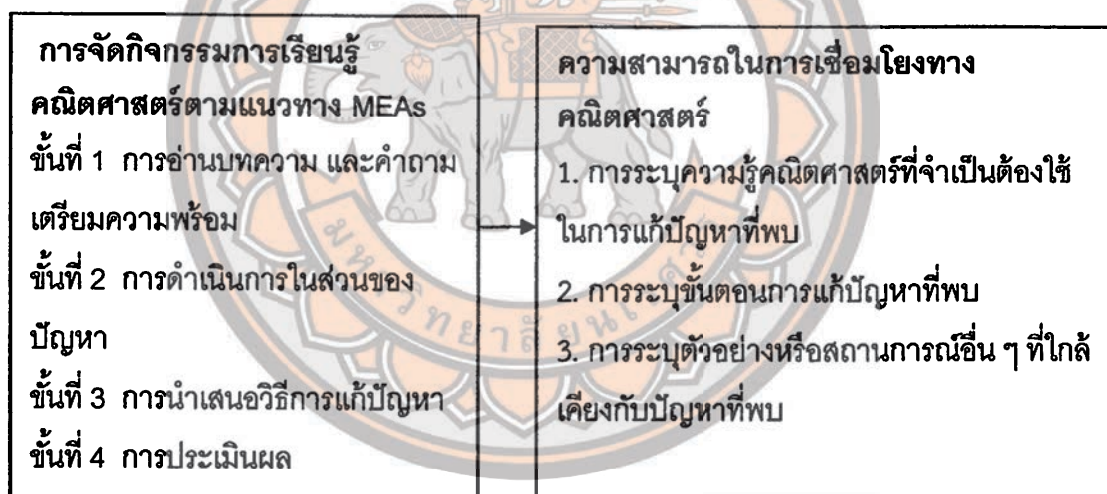 การจัดกิจกรรมการเรียนรู้
คณิตศาสตร์ตามแนวทาง MEAs
ขั้นที่ 1 การอ่านบทความ และคำถาม
เตรียมความพร้อม
ขั้นที่ 2 การดำเนินการในส่วนของ
ปัญหา
ขั้นที่ 3 การนำเสนอวิธีการแก้ปัญหา
ขั้นที่ 4 การประเมินผล
ความสามารถในการเชื่อมโยงทาง
คณิตศาสตร์
1. การระบุความรู้คณิตศาสตร์ที่จำเป็นต้องใช้
ในการแก้ปัญหาที่พบ
2. การระบุขั้นตอนการแก้ปัญหาที่พบ
3. การระบุตัวอย่างหรือสถานการณ์อื่น ๆ ที่ใกล้
เคียงกับปัญหาที่พบ
มหาวิทยาลัยนเรศวร